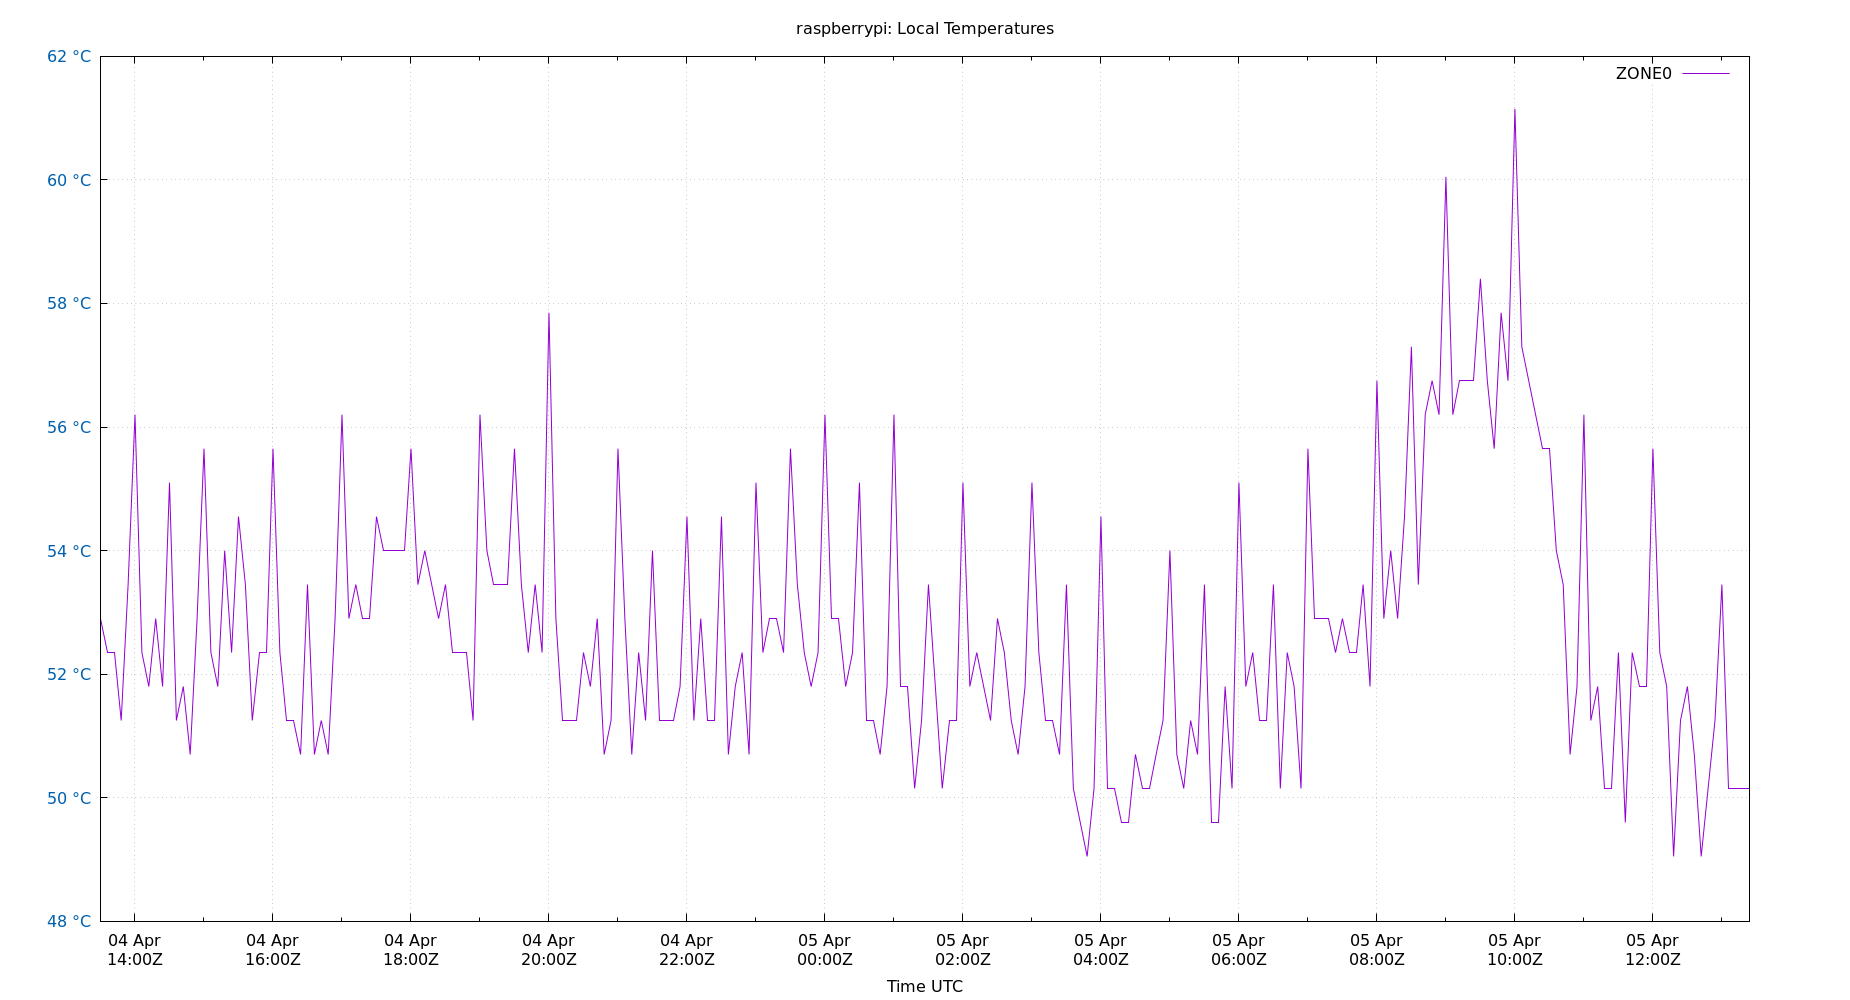 raspberrypi: Local Temperatures
ZONE0
62 °C
60 °C
58 °C
56 °C
54 °C
52 °C
50 °C
48 °C
04 Apr
14:00Z
04 Apr
16:00Z
04 Apr
18:00Z
04 Apr
20:00Z
04 Apr
22:00Z
05 Apr
00:00Z
05 Apr
02:00Z
05 Apr
04:00Z
05 Apr
06:00Z
05 Apr
08:00Z
05 Apr
10:00Z
05 Apr
12:00Z
Time UTC